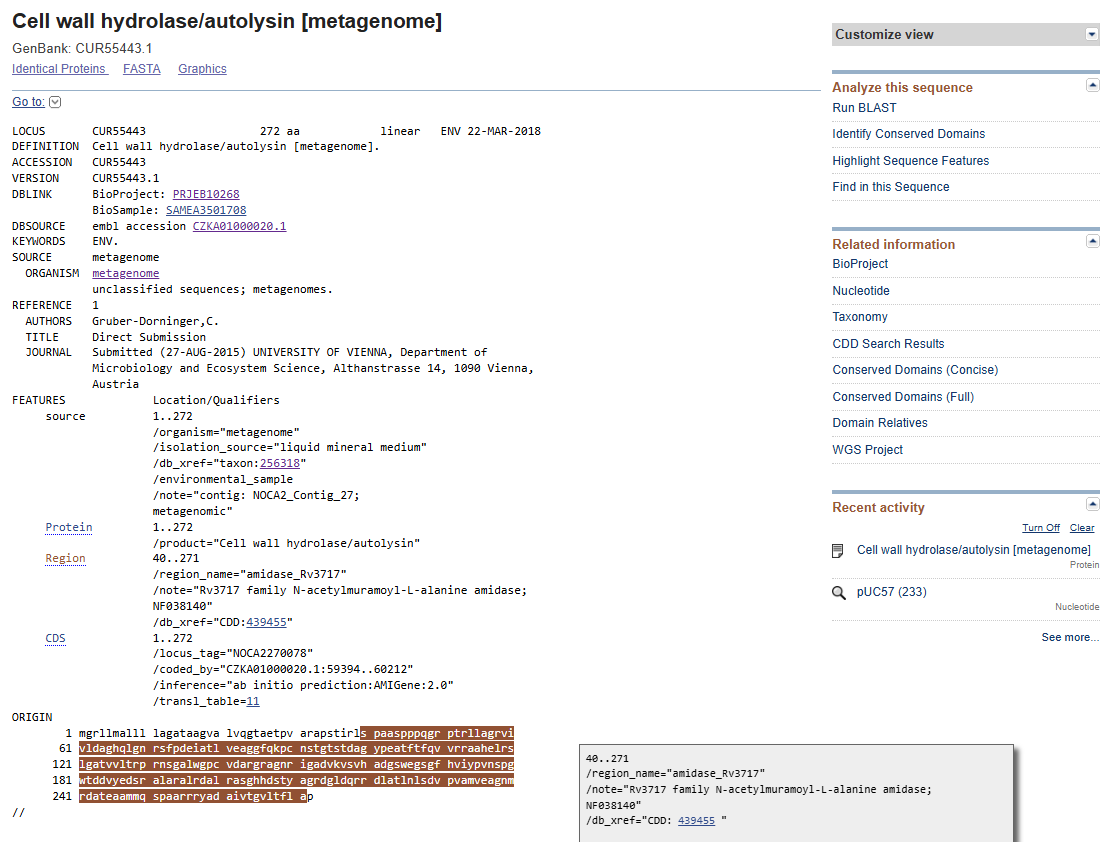 Cell wall hydrolase/autolysin [metagenome]
GenBank: CUR55443.1
Identical Proteins FASTA Graphics
Go to:
LOCUS CUR55443 272 aa linear ENV 22-MAR-2018
DEFINITION Cell wall hydrolase/autolysin [metagenome].
ACCESSION CUR55443
VERSION CUR55443.1
DBLINK BioProject: PRJEB10268
BioSample: SAMEA3501708
DBSOURCE embl accession CZKA01000020.1
KEYWORDS ENV.
SOURCE metagenome
ORGANISM metagenome
unclassified sequences; metagenomes.
REFERENCE 1
AUTHORS Gruber-Dorninger,C.
TITLE Direct Submission
JOURNAL Submitted (27-AUG-2015) UNIVERSITY OF VIENNA, Department of
Microbiology and Ecosystem Science, Althanstrasse 14, 1090 Vienna,
Austria
FEATURES Location/Qualifiers
source 1..272
/organism="metagenome"
/isolation_source="liquid mineral medium"
/db_xref="taxon:256318"
/environmental_sample
/note="contig: NOCA2_Contig_27;
metagenomic"
Protein 1..272
/product="Cell wall hydrolase/autolysin"
Region 40..271
/region_name="amidase_Rv3717"
/note="Rv3717 family N-acetylmuramoyl-L-alanine amidase;
NF038140"
/db_xref="CDD:439455"
CDS 1..272
/locus_tag="NOCA2270078"
/coded_by="CZKA01000020.1:59394..60212"
/inference="ab initio prediction:AMIGene:2.0"
/transl_table=11
ORIGIN
1 mgrllmalll lagataagva lvqgtaetpv arapstirls paaspppqgr ptrllagrvi
61 vldaghqlgn rsfpdeiatl veaggfqkpc nstgtstdag ypeatftfqv vrraahelrs
121 lgatvvltrp rnsgalwgpc vdargragnr igadvkvsvh adgswegsgf hviypvnspg
181 wtddvyedsr alaralrdal rasghhdsty agrdgldqrr dlatlnlsdv pvamveagnm
241 rdateaammq spaarrryad aivtgvltfl ap
//
Customize view
Analyze this sequence
Run BLAST
Identify Conserved Domains
Highlight Sequence Features
Find in this Sequence
Related information
BioProject
Nucleotide
Taxonomy
CDD Search Results
Conserved Domains (Concise)
Conserved Domains (Full)
Domain Relatives
WGS Project
Recent activity
Turn Off Clear
Cell wall hydrolase/autolysin [metagenome]
Protein
pUC57 (233)
Nucleotide
See more...
40..271
/region_name="amidase_Rv3717"
/note="Rv3717 family N-acetylmuramoyl-L-alanine amidase;
NF038140"
/db_xref="CDD: 439455 "